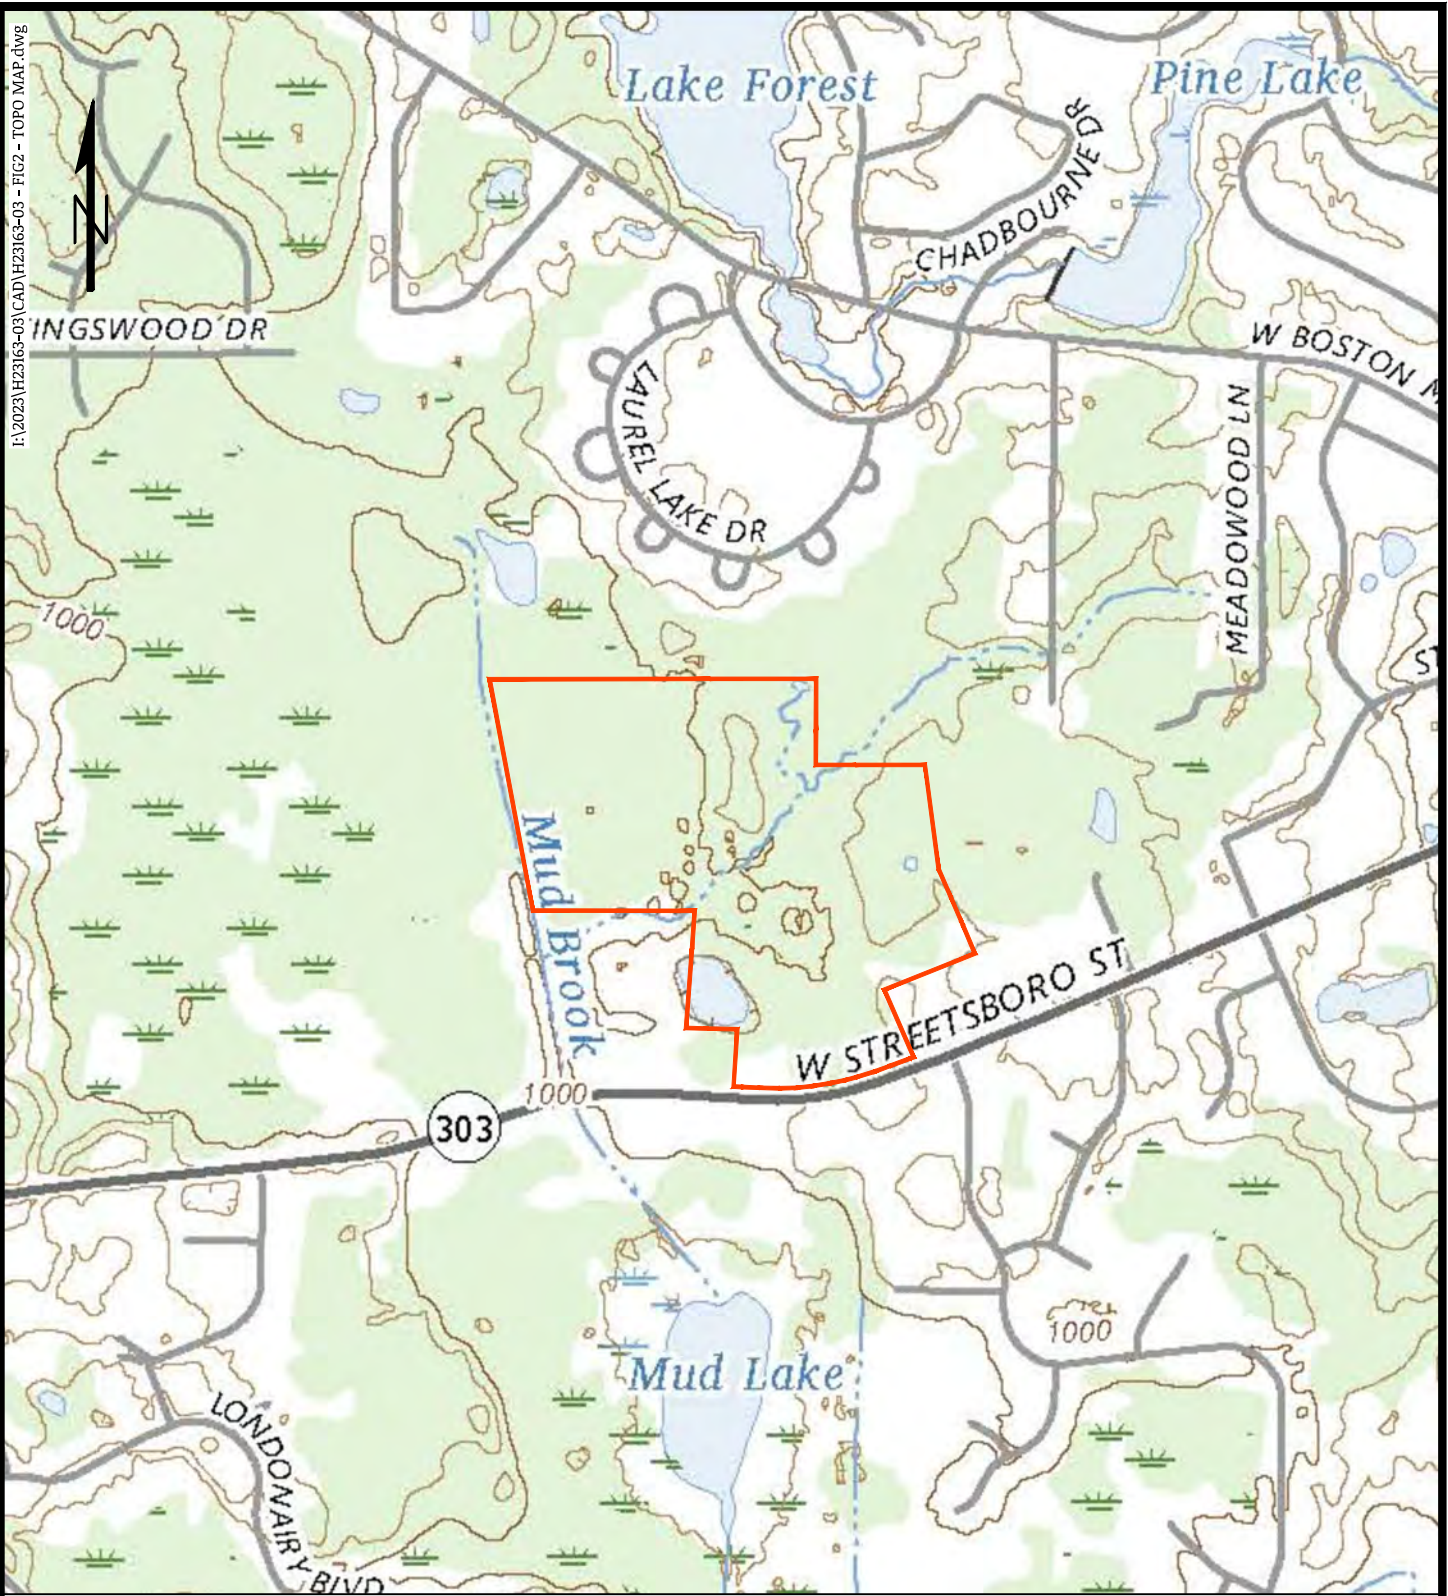 I:\2023\H23163-03\CAD\H23163-03 - FIG2 - TOPO MAP.dwg
Lake Forest
Pine Lake
CHADBOURNE DR
N
INGSWOOD DR
W BOSTON M
LAUREL LAKE DR
MEADOWOOD LN
1000
ST
Mud Brook
W STREETSBORO ST
1000
303
1000
Mud Lake
LONDONAIRY BLVD